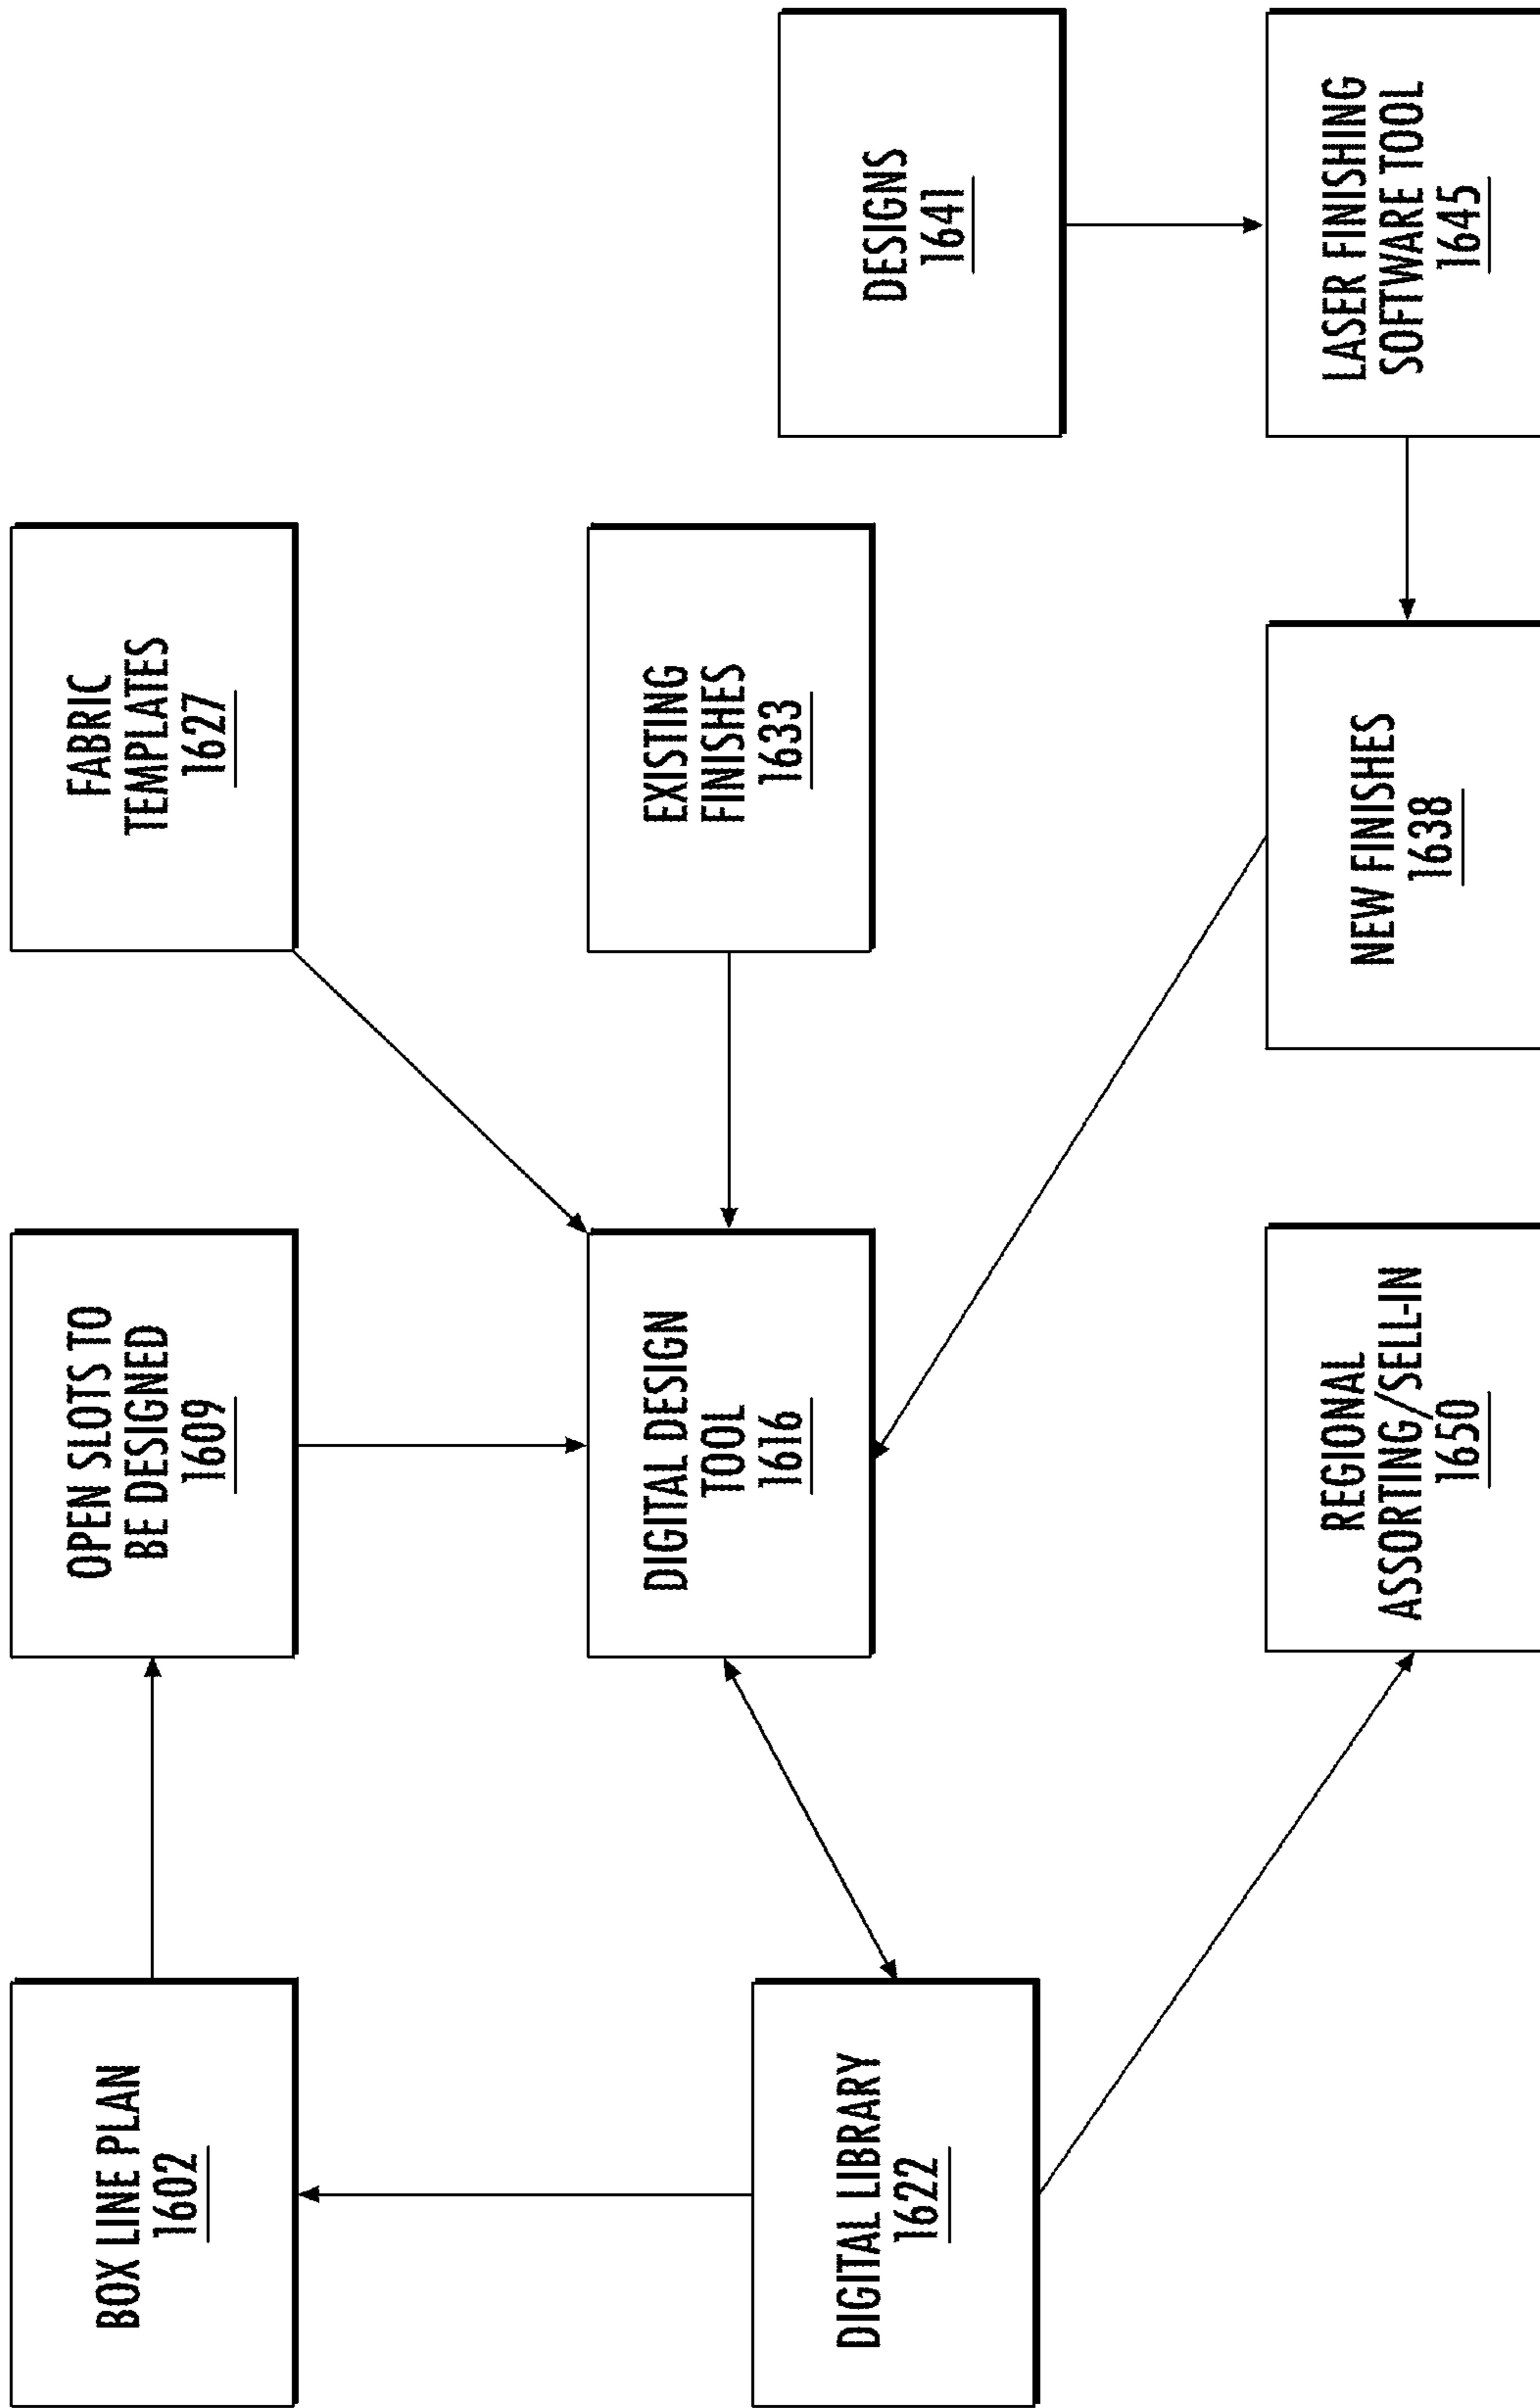 BOX LINE PLAN
1602
OPEN SLOTS TO
BE DESIGNED
1609
FABRIC
TEMPLATES
1627
DIGITAL LIBRARY
1622
DIGITAL DESIGN
TOOL
1616
EXISTING
FINISHES
1633
DESIGNS
1641
REGIONAL
ASSORTING/SELL-IN
1650
NEW FINISHES
1638
LASER FINISHING
SOFTWARE TOOL
1645